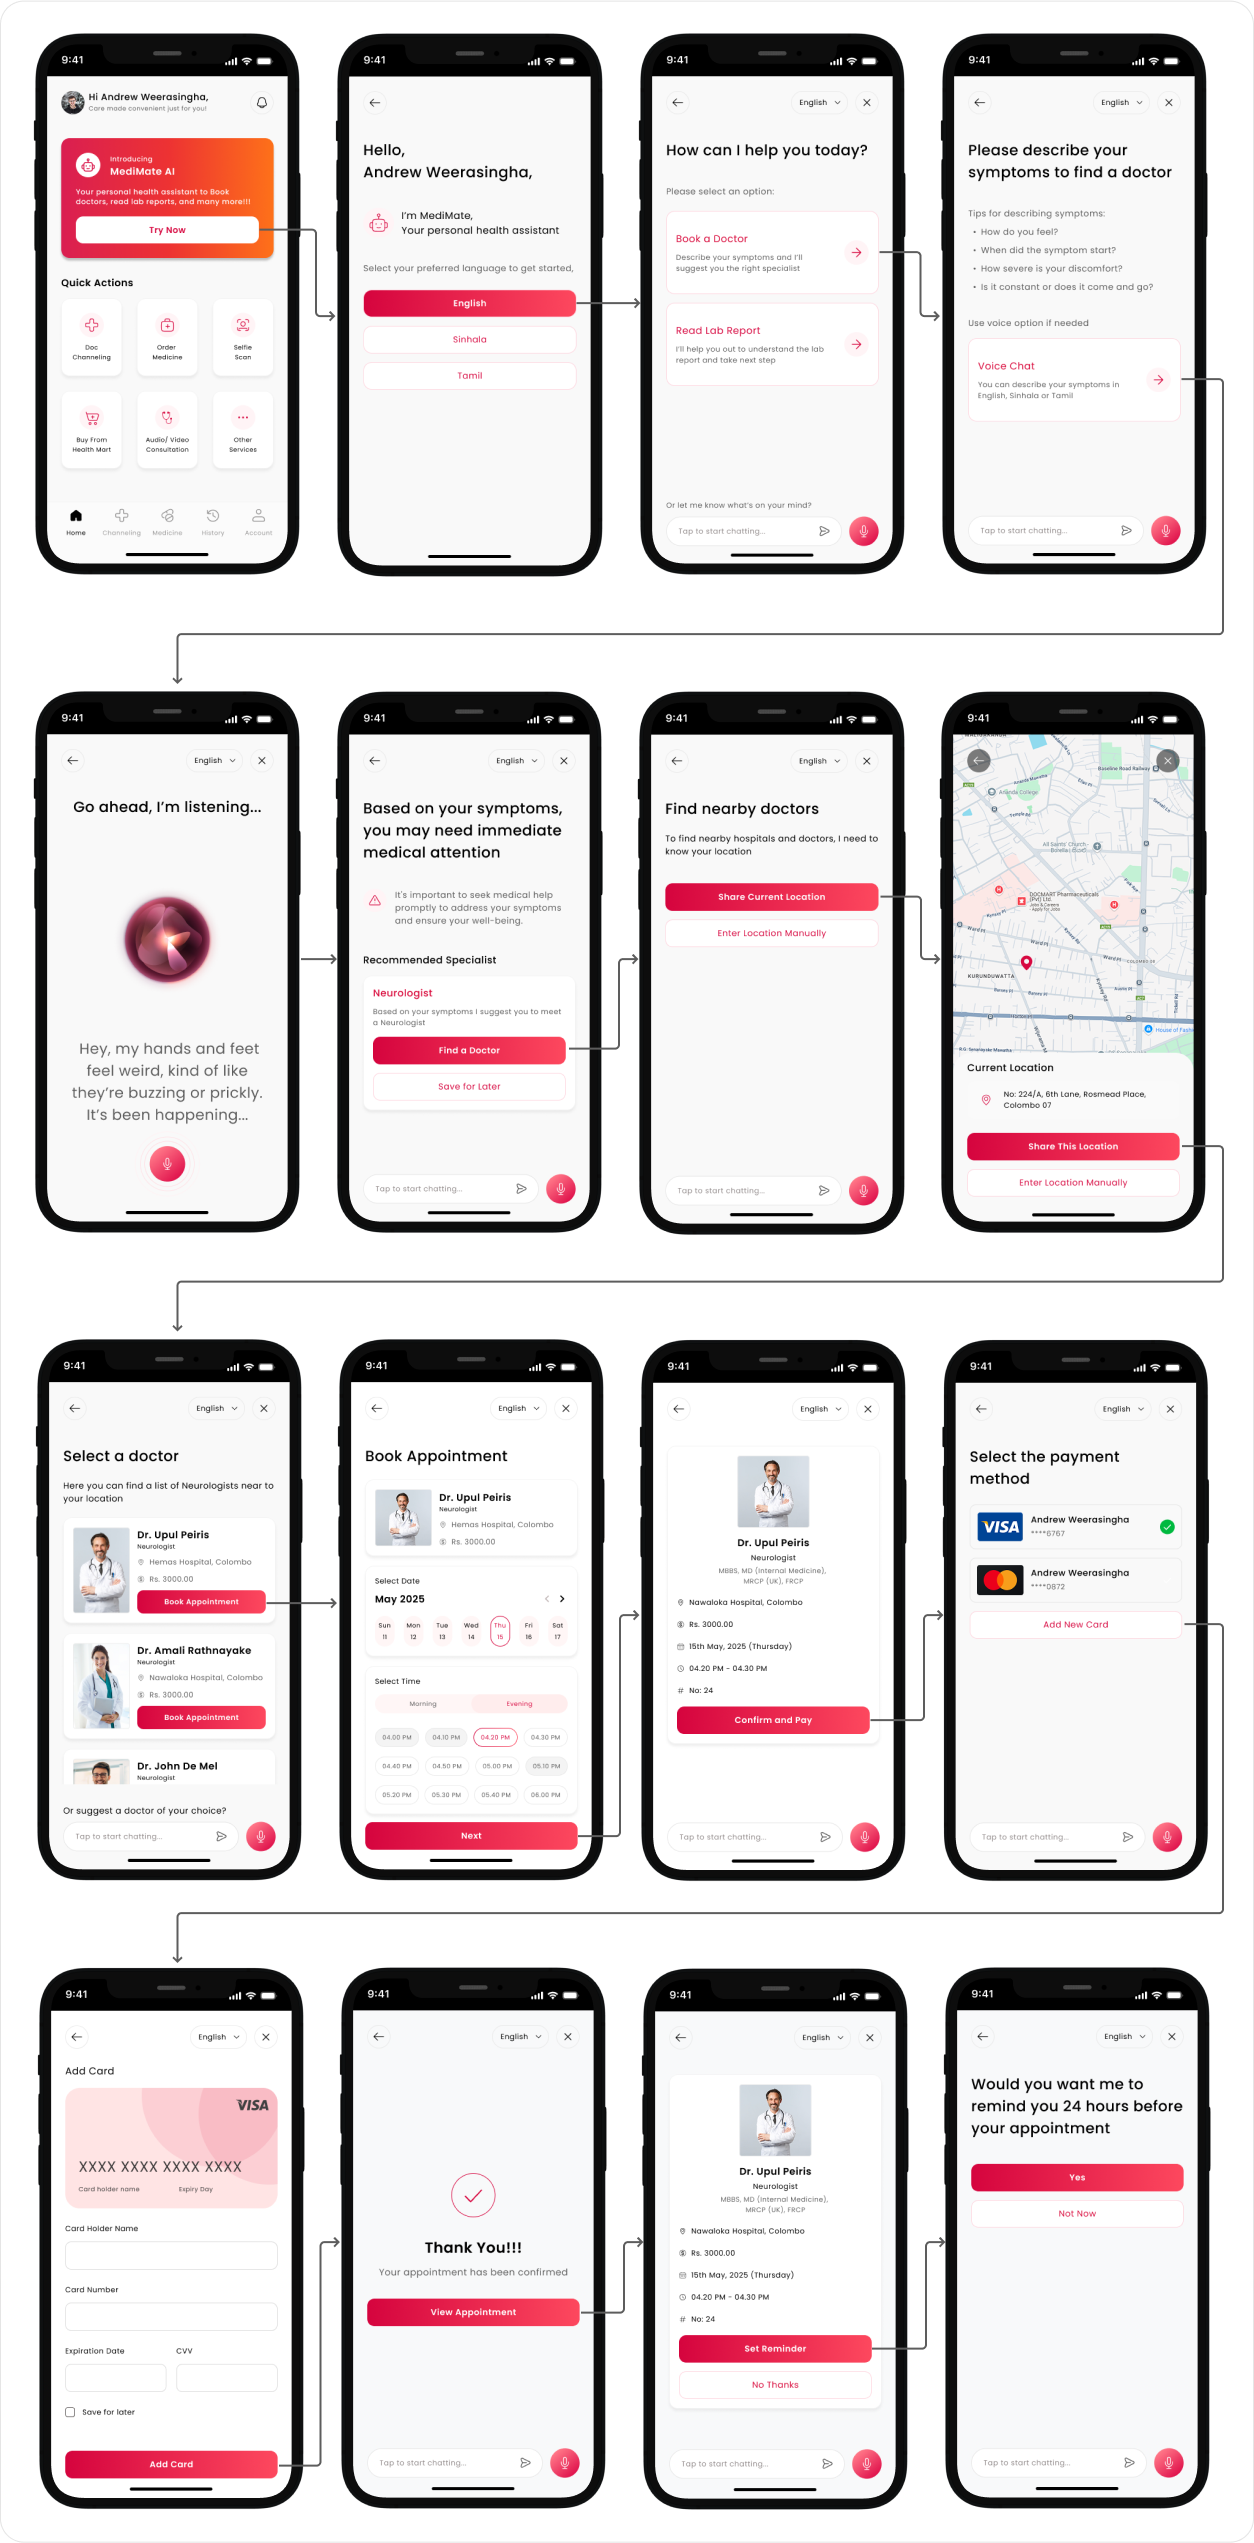 9:41
Hi Andrew Weerasingha,
Care made convenient just for you!
Introducing
MediMate AI
Your personal health assistant to Book
doctors, read lab reports, and many more!!!
Try Now
Quick Actions
Doc
Channeling
Order
Medicine
Selfie
Scan
Buy From
Health Mart
Audio/ Video
Consultation
Other
Services
Home
Channeling
Medicine
History
Account
9:41
Hello,
Andrew Weerasingha,
I'm MediMate,
Your personal health assistant
Select your preferred language to get started,
English
Sinhala
Tamil
9:41
English
How can I help you today?
Please select an option:
Book a Doctor
Describe your symptoms and I'll
suggest you the right specialist
Read Lab Report
I'll help you out to understand the lab
report and take next step
Or let me know what's on your mind?
Tap to start chatting...
9:41
English
Please describe your
symptoms to find a doctor
Tips for describing symptoms:
• How do you feel?
• When did the symptom start?
• How severe is your discomfort?
• Is it constant or does it come and go?
Use voice option if needed
Voice Chat
You can describe your symptoms in
English, Sinhala or Tamil
Tap to start chatting...
9:41
English
Go ahead, I'm listening...
Hey, my hands and feet
feel weird, kind of like
they're buzzing or prickly.
It's been happening...
9:41
English
Based on your symptoms,
you may need immediate
medical attention
It's important to seek medical help
promptly to address your symptoms
and ensure your well-being.
Recommended Specialist
Neurologist
Based on your symptoms I suggest you to meet
a Neurologist
Find a Doctor
Save for Later
Tap to start chatting...
9:41
English
Find nearby doctors
To find nearby hospitals and doctors, I need to
know your location
Share Current Location
Enter Location Manually
Tap to start chatting...
9:41
Baseline Road Railway
Ananda College
All Saints' Church -
DOCMART Pharmaceuticals
(Pvt) Ltd.
Ward Pl
KURUNDUWATTA
House of Fashi
Current Location
No: 224/A, 6th Lane, Rosmead Place,
Colombo 07
Share This Location
Enter Location Manually
9:41
English
Select a doctor
Here you can find a list of Neurologists near to
your location
Dr. Upul Peiris
Neurologist
Hemas Hospital, Colombo
Rs. 3000.00
Book Appointment
Dr. Amali Rathnayake
Neurologist
Nawaloka Hospital, Colombo
Rs. 3000.00
Book Appointment
Dr. John De Mel
Neurologist
Or suggest a doctor of your choice?
Tap to start chatting...
9:41
English
Book Appointment
Dr. Upul Peiris
Neurologist
Hemas Hospital, Colombo
Rs. 3000.00
Select Date
May 2025
Sun Mon Tue Wed Thu Fri Sat
11 12 13 14 15 16 17
Select Time
Morning Evening
04.00 PM 04.10 PM 04.20 PM 04.30 PM
04.40 PM 04.50 PM 05.00 PM 05.10 PM
05.20 PM 05.30 PM 05.40 PM 06.00 PM
Next
9:41
English
Dr. Upul Peiris
Neurologist
MBBS, MD (Internal Medicine),
MRCP (UK), FRCP
Nawaloka Hospital, Colombo
Rs. 3000.00
15th May, 2025 (Thursday)
04.20 PM - 04.30 PM
# No: 24
Confirm and Pay
Tap to start chatting...
9:41
English
Select the payment
method
VISA
Andrew Weerasingha
****6767
Andrew Weerasingha
****0872
Add New Card
Tap to start chatting...
9:41
English
Add Card
VISA
XXXX XXXX XXXX XXXX
Card holder name Expiry Day
Card Holder Name
Card Number
Expiration Date CVV
Save for later
Add Card
9:41
English
Thank You!!!
Your appointment has been confirmed
View Appointment
Tap to start chatting...
9:41
English
Dr. Upul Peiris
Neurologist
MBBS, MD (Internal Medicine),
MRCP (UK), FRCP
Nawaloka Hospital, Colombo
Rs. 3000.00
15th May, 2025 (Thursday)
04.20 PM - 04.30 PM
# No: 24
Set Reminder
No Thanks
Tap to start chatting...
9:41
English
Would you want me to
remind you 24 hours before
your appointment
Yes
Not Now
Tap to start chatting...